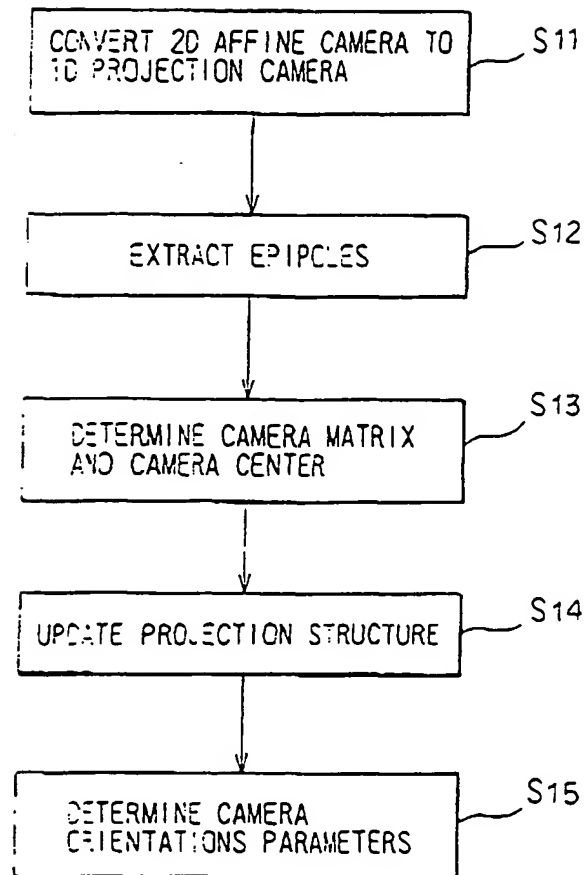 CONVERT 2D AFFINE CAMERA TO
1D PROJECTION CAMERA
S11
EXTRACT EPIPOLES
S12
DETERMINE CAMERA MATRIX
AND CAMERA CENTER
S13
UPDATE PROJECTION STRUCTURE
S14
DETERMINE CAMERA
ORIENTATIONS PARAMETERS
S15